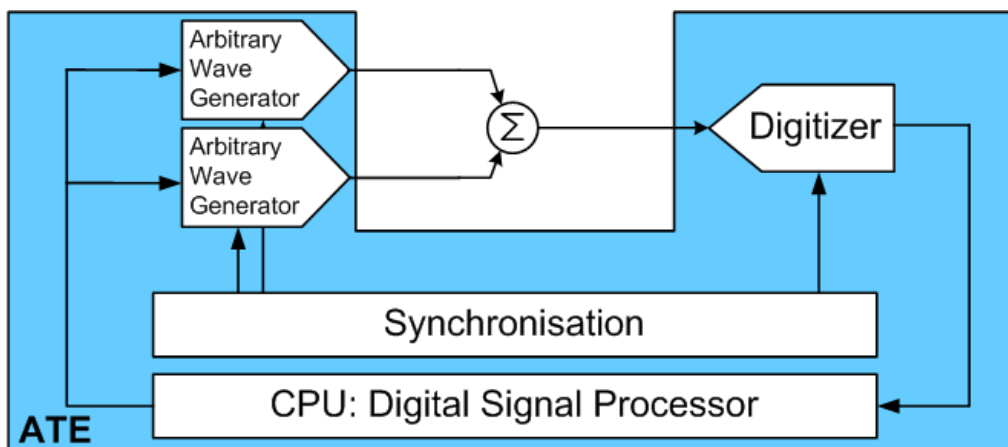 Arbitrary
Wave
Generator
Arbitrary
Wave
Generator
Σ
Digitizer
Synchronisation
CPU: Digital Signal Processor
ATE